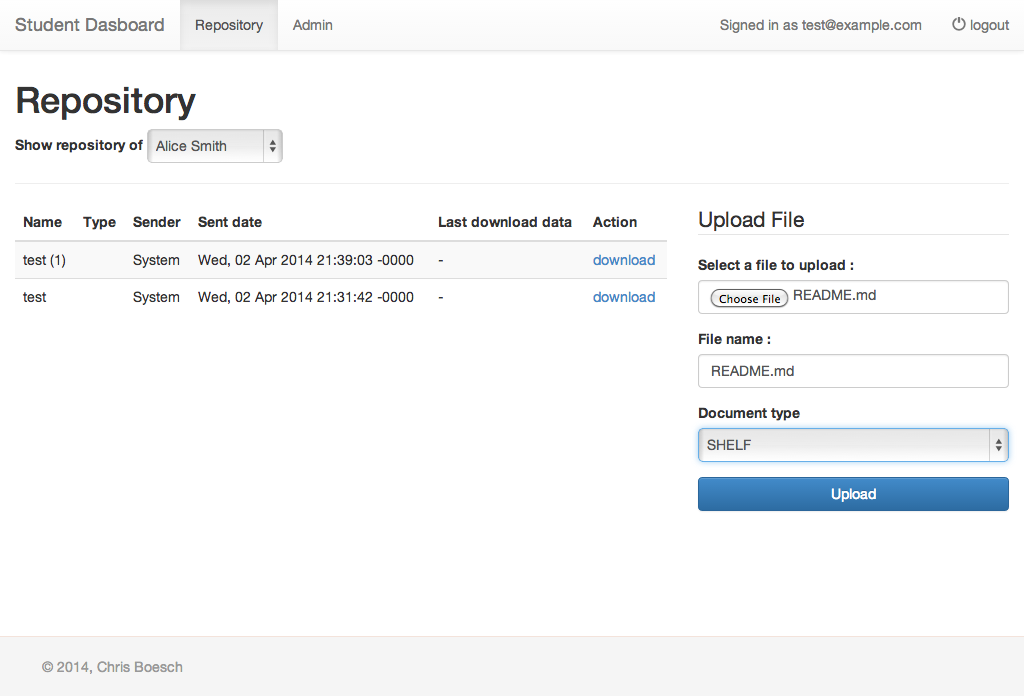 Student Dasboard Repository Admin Signed in as test@example.com logout
Repository
Show repository of Alice Smith
Name Type Sender Sent date Last download data Action
test (1) System Wed, 02 Apr 2014 21:39:03 -0000 - download
test System Wed, 02 Apr 2014 21:31:42 -0000 - download
Upload File
Select a file to upload :
Choose File README.md
File name :
README.md
Document type
SHELF
Upload
© 2014, Chris Boesch